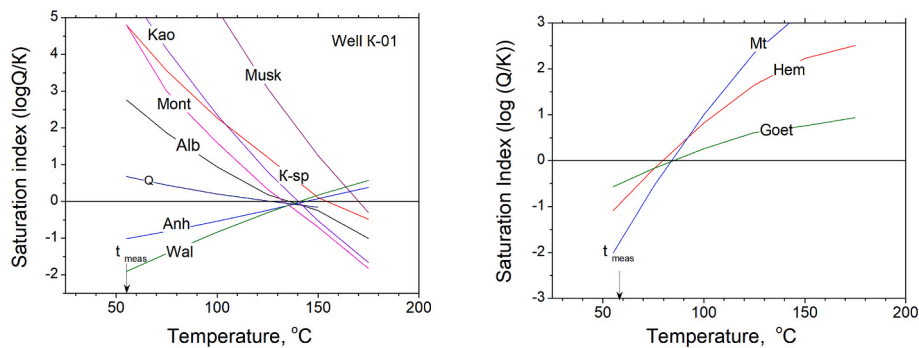 Saturation index (logQ/K)
5
4
3
2
1
0
-1
-2
Kao
Well K-01
Musk
Mont
Alb
K-sp
Q
Anh
t meas
Wal
50
100
150
200
Temperature, °C
Saturation Index (log (Q/K))
3
2
1
0
-1
-2
-3
Mt
Hem
Goet
t meas
50
100
150
200
Temperature, °C